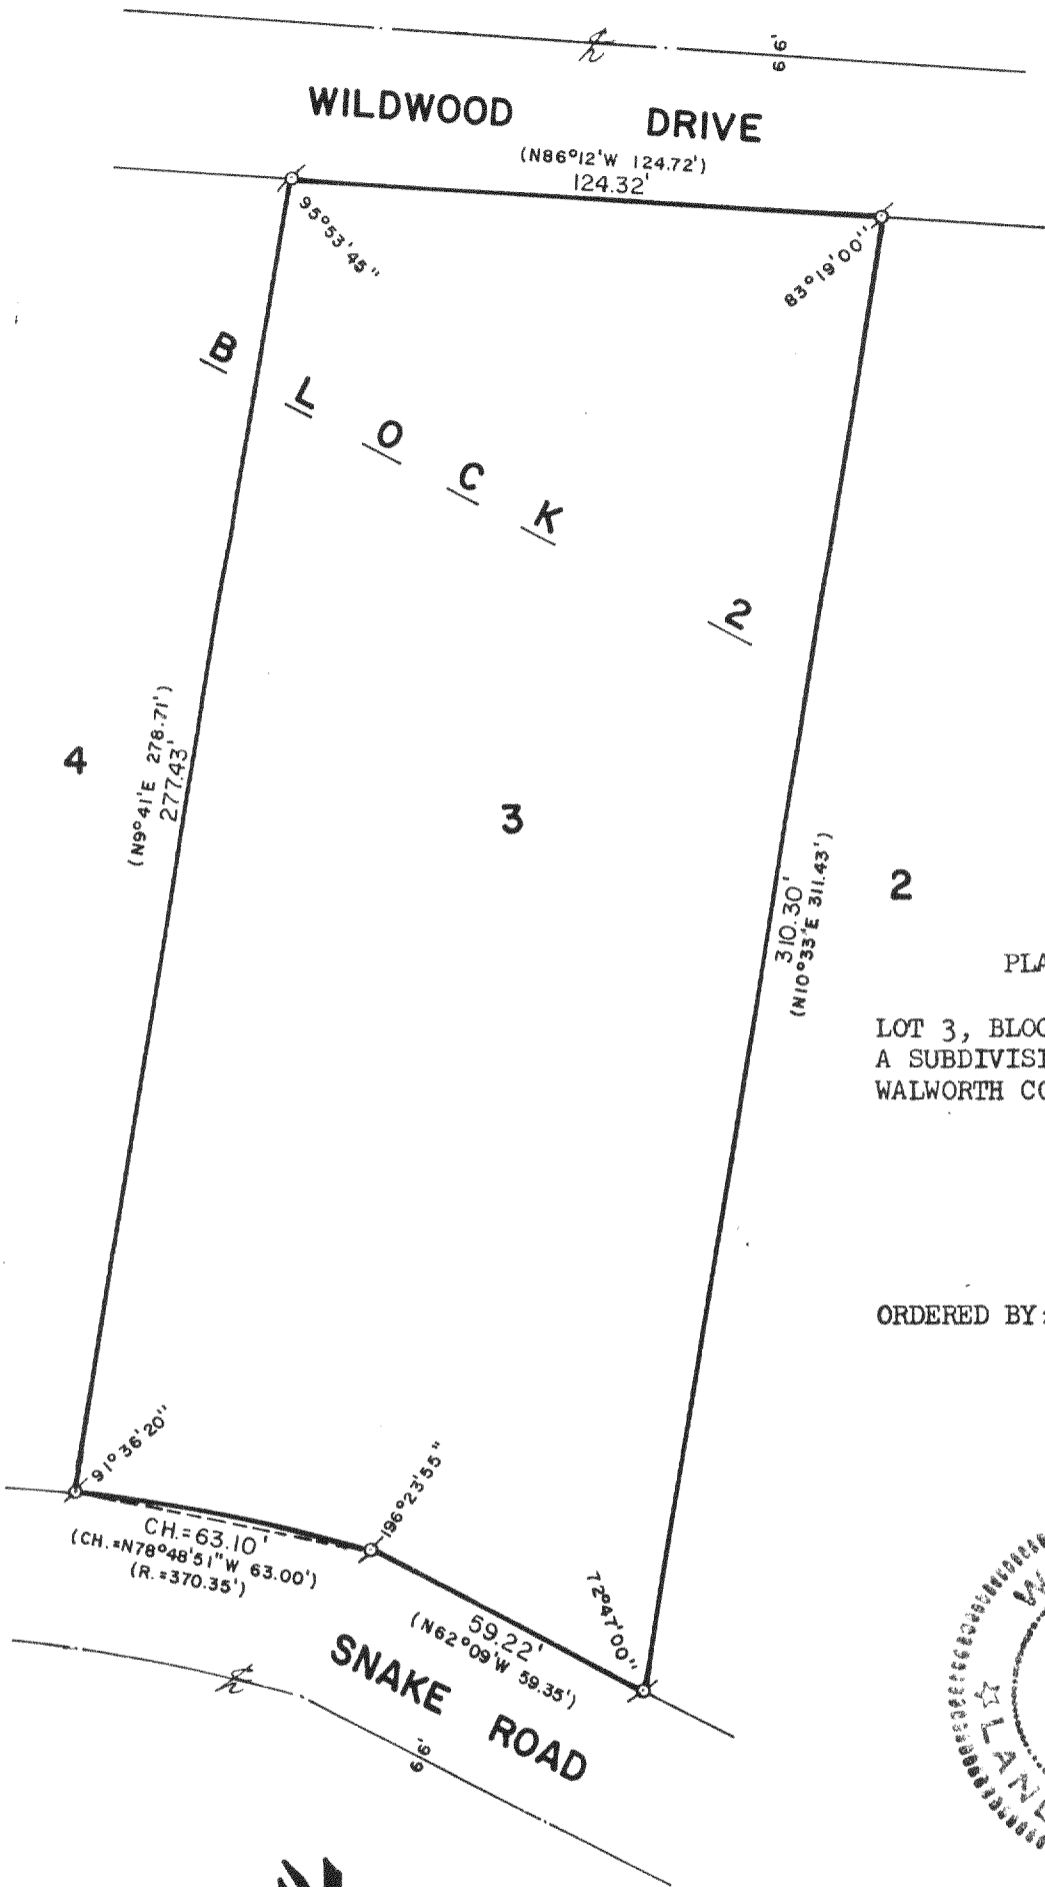 66'
WILDWOOD DRIVE
(N86°12'W 124.72')
124.32'
95°53'45"
83°19'00"
BLOCK 2
4
(N9°41'E 278.71')
277.43'
3
310.30'
(N10°33'E 311.43')
2
PLA
LOT 3, BLOC
A SUBDIVISI
WALWORTH CO
ORDERED BY:
91°36'20"
196°23'55"
CH.=63.10'
(CH.=N78°48'51"W 63.00')
(R.=370.35')
72°47'00"
59.22'
(N62°09'W 59.35')
SNAKE ROAD
66'
W
☆ LAND